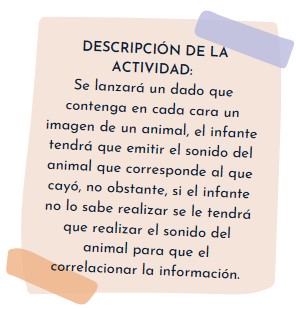 DESCRIPCIÓN DE LA
ACTIVIDAD:
Se lanzará un dado que
contenga en cada cara un
imagen de un animal, el infante
tendrá que emitir el sonido del
animal que corresponde al que
cayó, no obstante, si el infante
no lo sabe realizar se le tendrá
que realizar el sonido del
animal para que el
correlacionar la información.